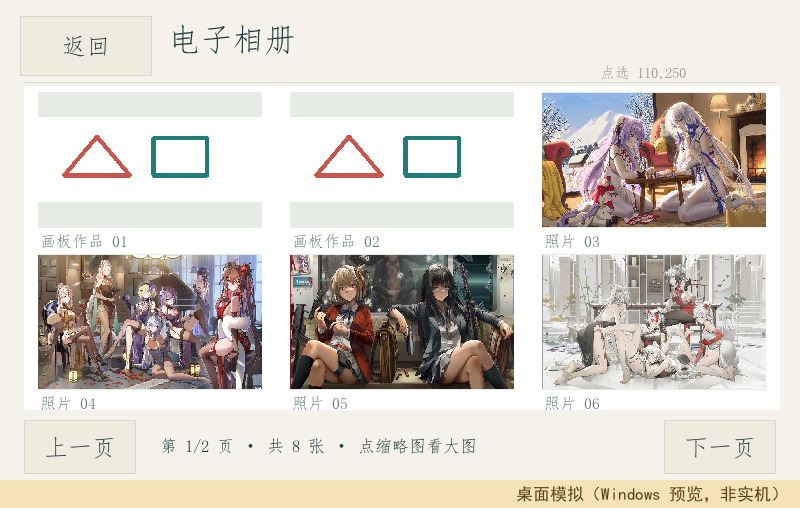 返回
电子相册
点选 110,250
画板作品 01
画板作品 02
照片 03
照片 04
照片 05
照片 06
上一页
第 1/2 页 • 共 8 张 • 点缩略图看大图
下一页
桌面模拟（Windows 预览，非实机）